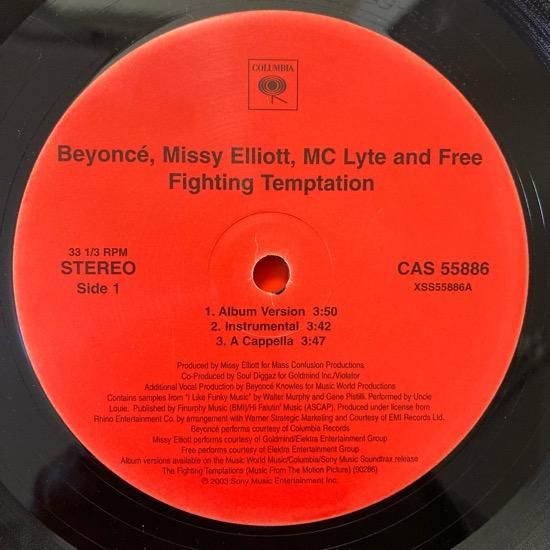 COLUMBIA
Beyoncé, Missy Elliott, MC Lyte and Free
Fighting Temptation
33 1/3 RPM
STEREO
Side 1
CAS 55886
XSS55886A
1. Album Version 3:50
2. Instrumental 3:42
3. A Cappella 3:47
Produced by Missy Elliott for Mass Confusion Productions
Co-Produced by Soul Diggaz for Goldmind Inc./Violator
Additional Vocal Production by Beyoncé Knowles for Music World Productions
Contains samples from "I Like Funky Music" by Walter Murphy and Gene Pistilli. Performed by Uncle
Louie. Published by Finurphy Music (BMI)/Hi Falutin' Music (ASCAP). Produced under license from
Rhino Entertainment Co. by arrangement with Warner Strategic Marketing and Courtesy of EMI Records Ltd.
Beyoncé performs courtesy of Columbia Records
Missy Elliott performs courtesy of Goldmind/Elektra Entertainment Group
Free performs courtesy of Elektra Entertainment Group
Album versions available on the Music World Music/Columbia/Sony Music Soundtrax release
The Fighting Temptations (Music From The Motion Picture) (90286)
℗ 2003 Sony Music Entertainment Inc.